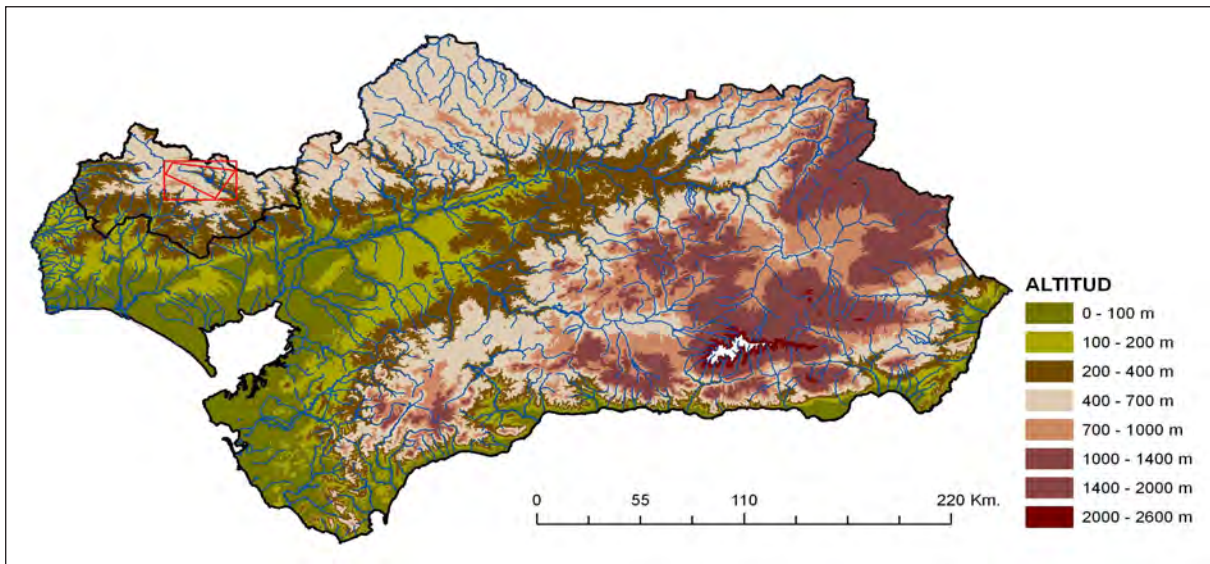 ALTITUD
0 - 100 m
100 - 200 m
200 - 400 m
400 - 700 m
700 - 1000 m
1000 - 1400 m
1400 - 2000 m
2000 - 2600 m
0 55 110 220 Km.